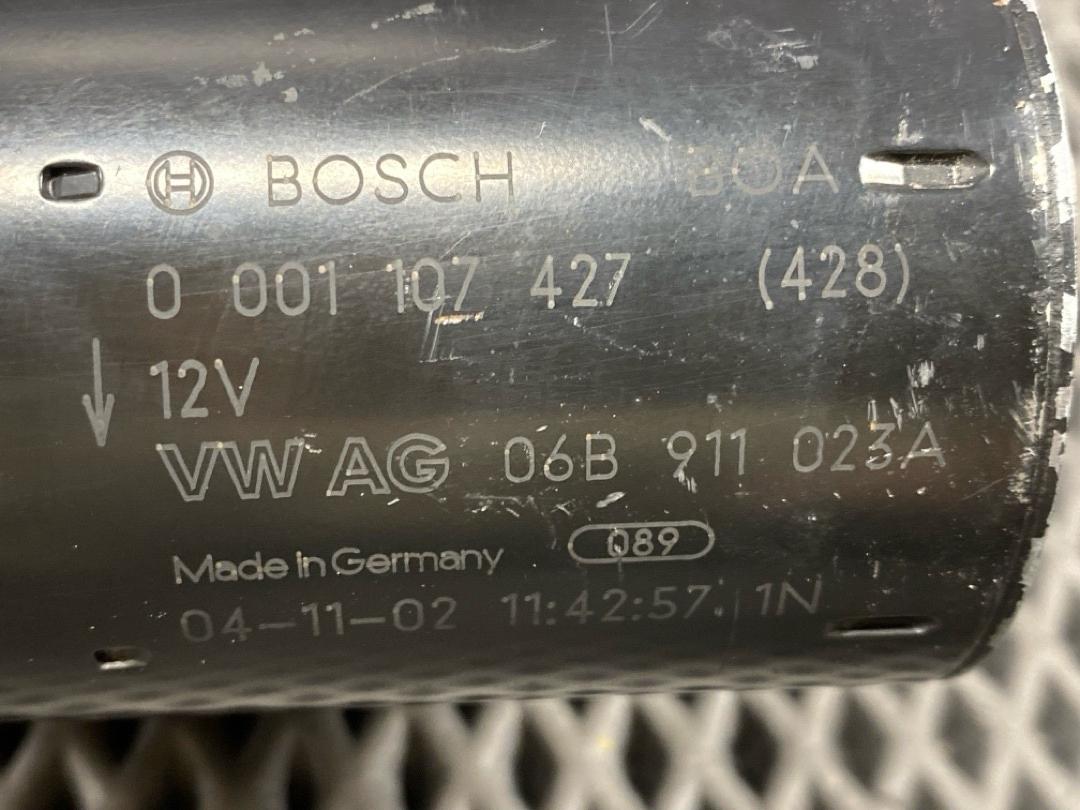 BOSCH BOA
0 001 107 427 (428)
12V
VW AG 06B 911 023A
Made in Germany 089
04-11-02 11:42:57. 1N